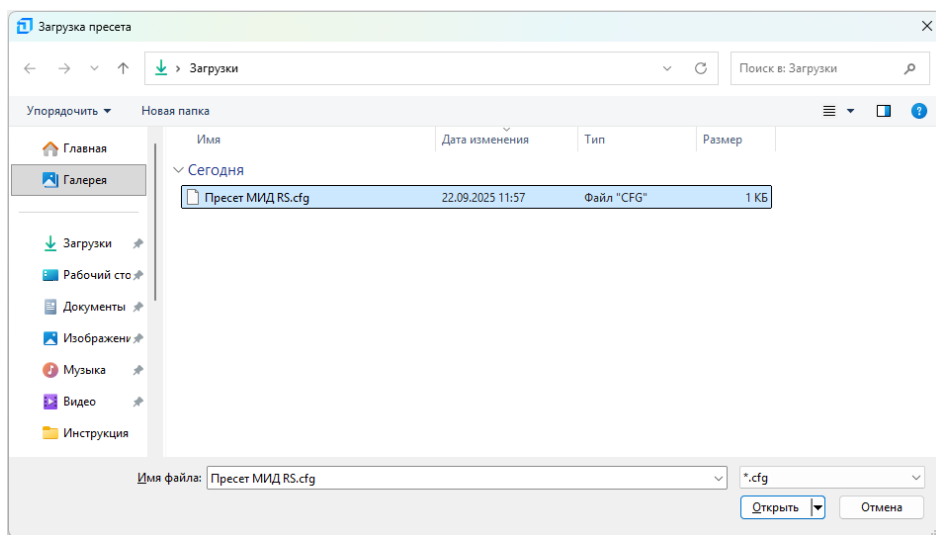 Загрузка пресета
Загрузки
Поиск в: Загрузки
Упорядочить
Новая папка
Имя Дата изменения Тип Размер
Главная
Сегодня
Галерея
Пресет МИД RS.cfg 22.09.2025 11:57 Файл "CFG" 1 КБ
Загрузки
Рабочий сто
Документы
Изображени
Музыка
Видео
Инструкция
Имя файла: Пресет МИД RS.cfg *.cfg
Открыть Отмена